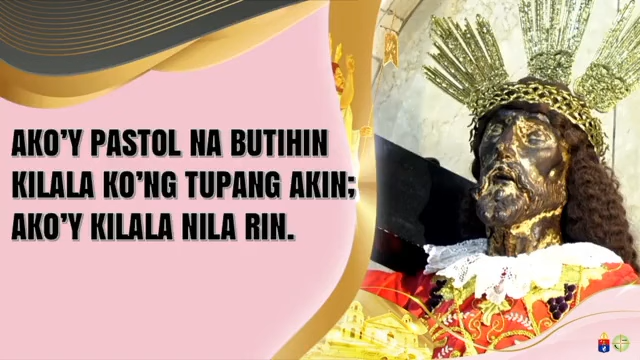 AKO’Y PASTOL NA BUTIHIN
KILALA KO’NG TUPANG AKIN;
AKO’Y KILALA NILA RIN.